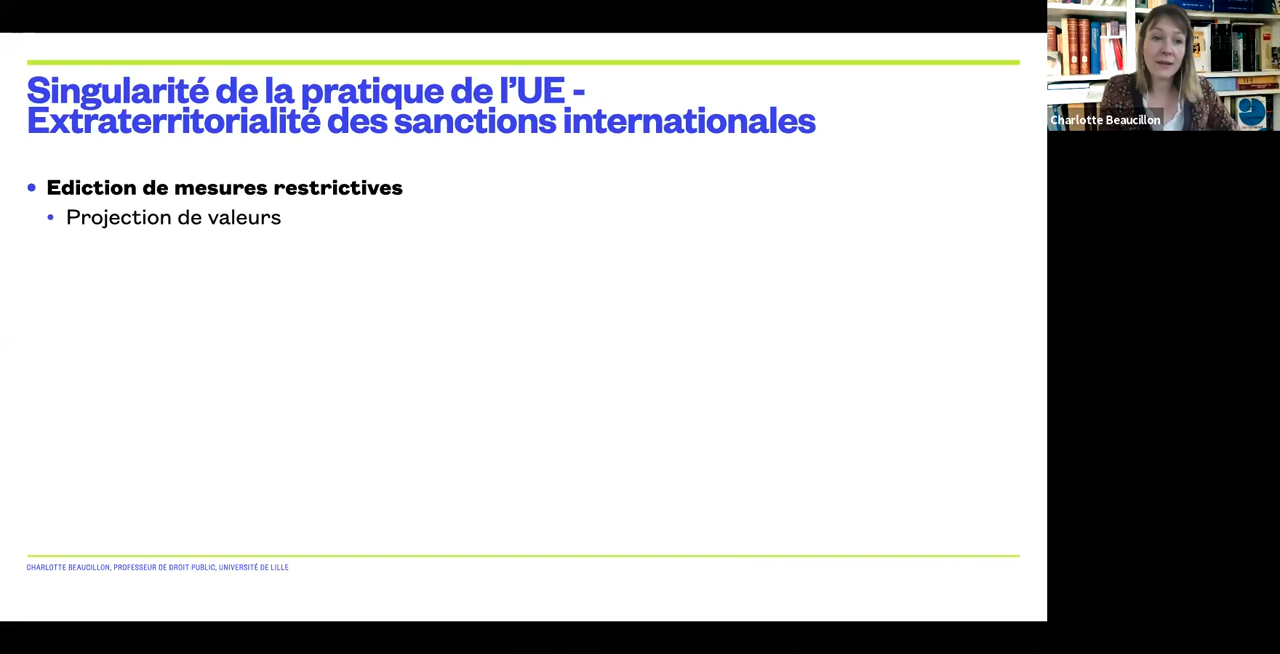 Singularité de la pratique de l’UE -
Extraterritorialité des sanctions internationales
• Ediction de mesures restrictives
• Projection de valeurs
CHARLOTTE BEAUCILLON, PROFESSEUR DE DROIT PUBLIC, UNIVERSITÉ DE LILLE
Charlotte Beaucillon